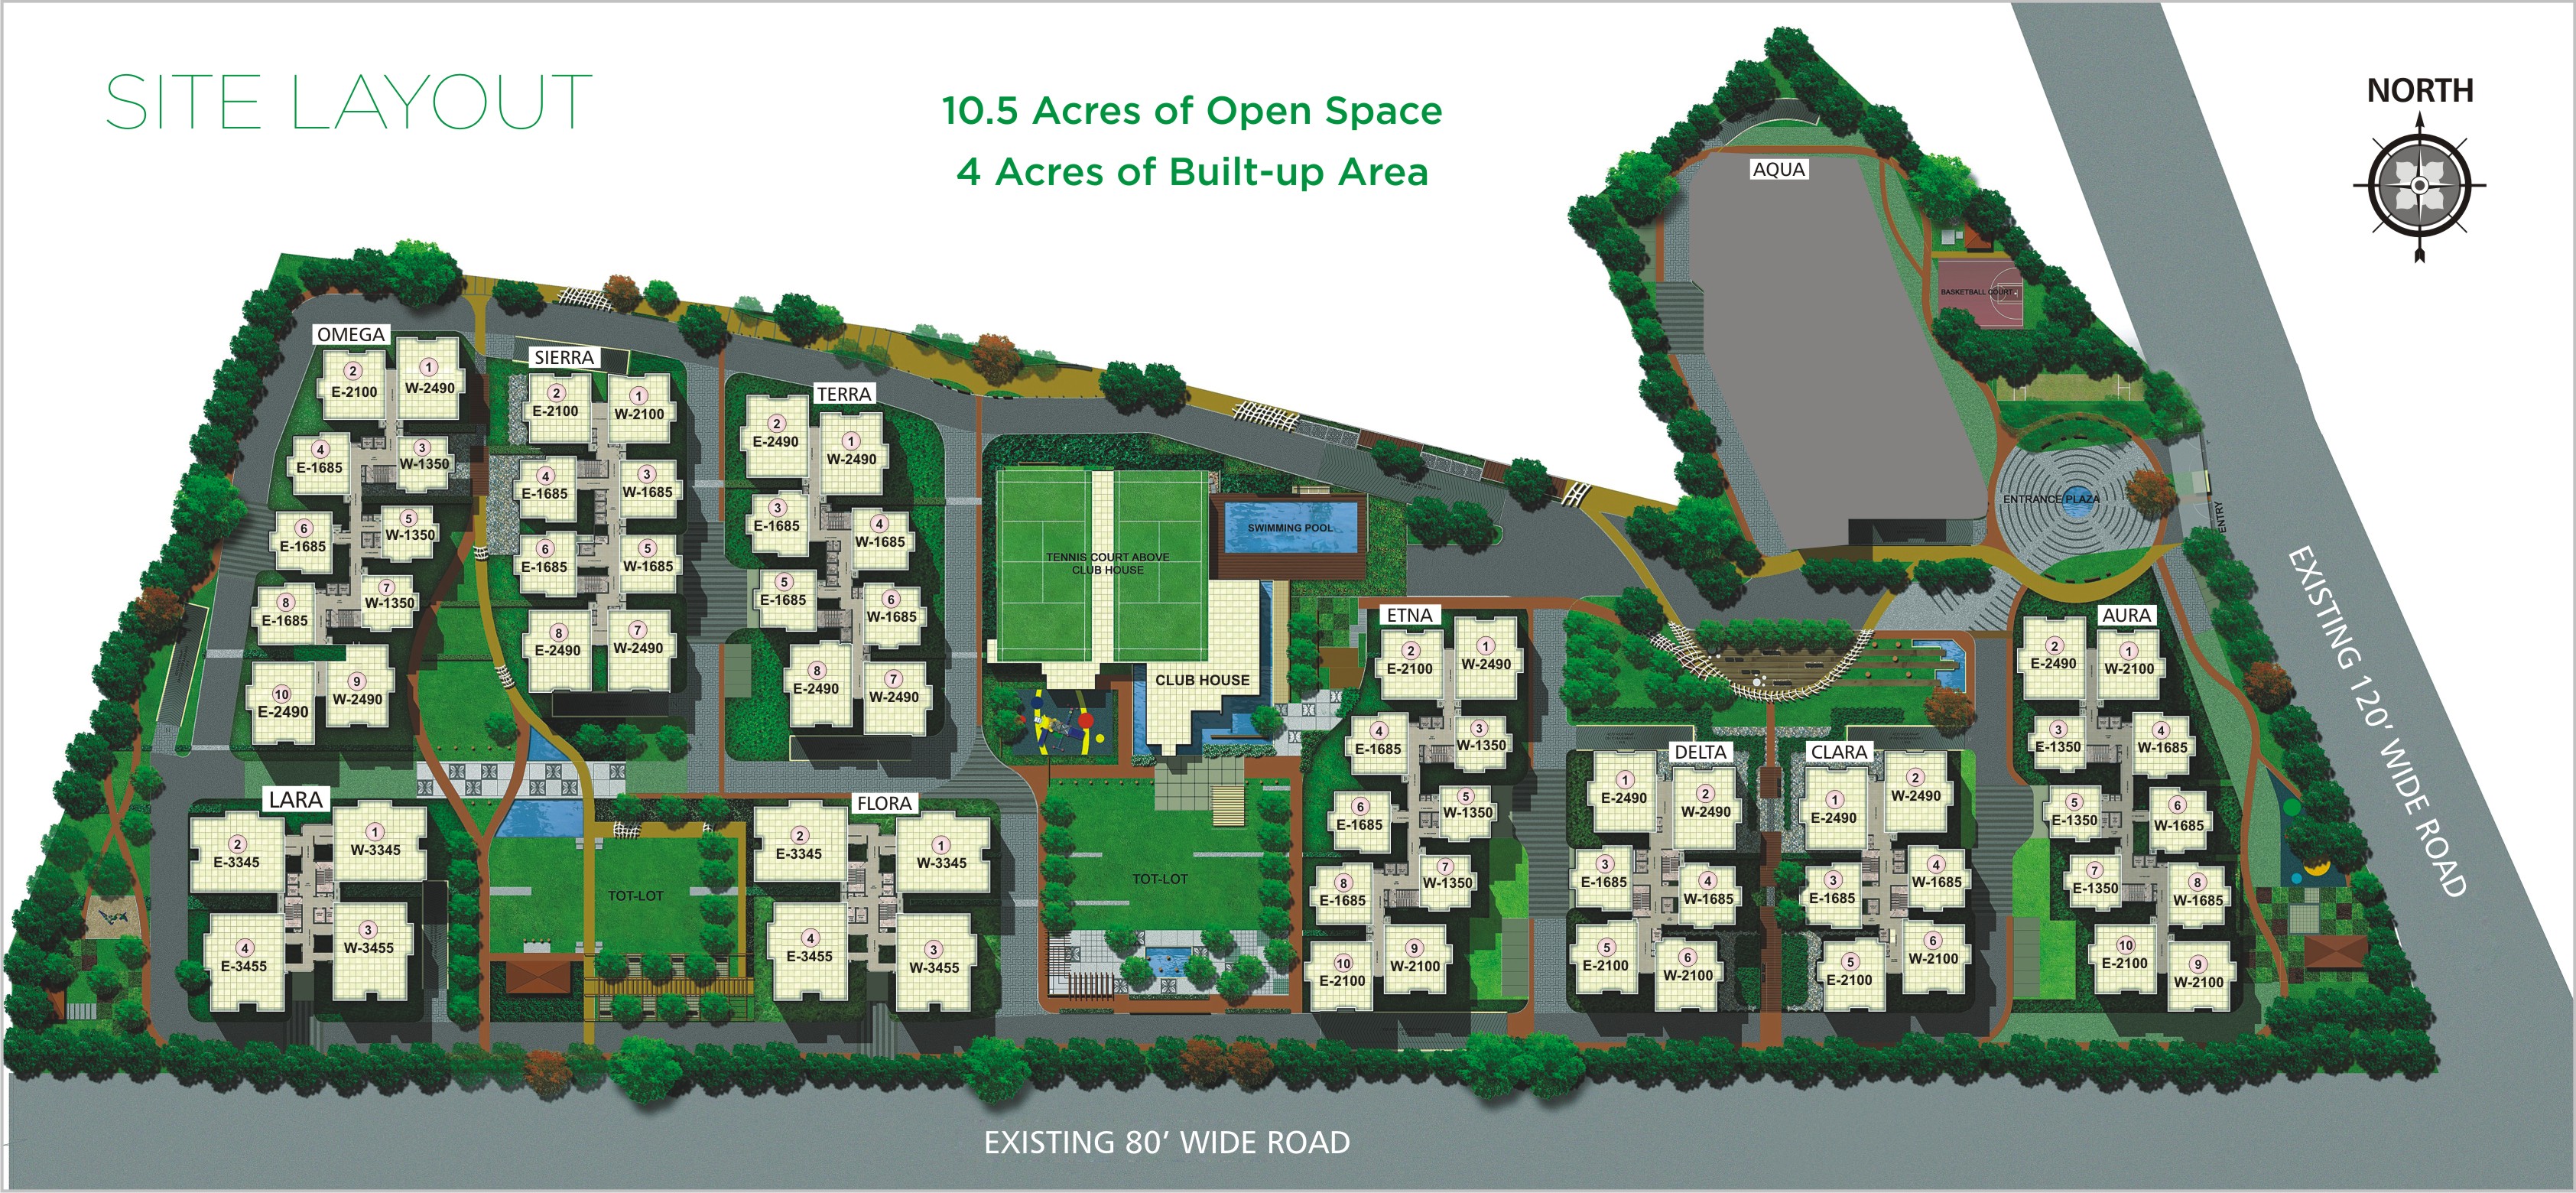 SITE LAYOUT
10.5 Acres of Open Space
4 Acres of Built-up Area
NORTH
AQUA
BASKETBALL COURT
ENTRANCE PLAZA
ENTRY
EXISTING 120' WIDE ROAD
OMEGA
2
E-2100
1
W-2490
4
E-1685
3
W-1350
6
E-1685
5
W-1350
8
E-1685
7
W-1350
10
E-2490
9
W-2490
SIERRA
2
E-2100
1
W-2100
4
E-1685
3
W-1685
6
E-1685
5
W-1685
8
E-2490
7
W-2490
TERRA
2
E-2490
1
W-2490
3
E-1685
4
W-1685
5
E-1685
6
W-1685
8
E-2490
7
W-2490
TENNIS COURT ABOVE
CLUB HOUSE
SWIMMING POOL
CLUB HOUSE
ETNA
2
E-2100
1
W-2490
4
E-1685
3
W-1350
6
E-1685
5
W-1350
8
E-1685
7
W-1350
10
E-2100
9
W-2100
DELTA
1
E-2490
2
W-2490
3
E-1685
4
W-1685
5
E-2100
6
W-2100
CLARA
1
E-2490
2
W-2490
3
E-1685
4
W-1685
5
E-2100
6
W-2100
AURA
2
E-2490
1
W-2100
3
E-1350
4
W-1685
5
E-1350
6
W-1685
7
E-1350
8
W-1685
10
E-2100
9
W-2100
LARA
2
E-3345
1
W-3345
4
E-3455
3
W-3455
TOT-LOT
FLORA
2
E-3345
1
W-3345
4
E-3455
3
W-3455
TOT-LOT
EXISTING 80' WIDE ROAD